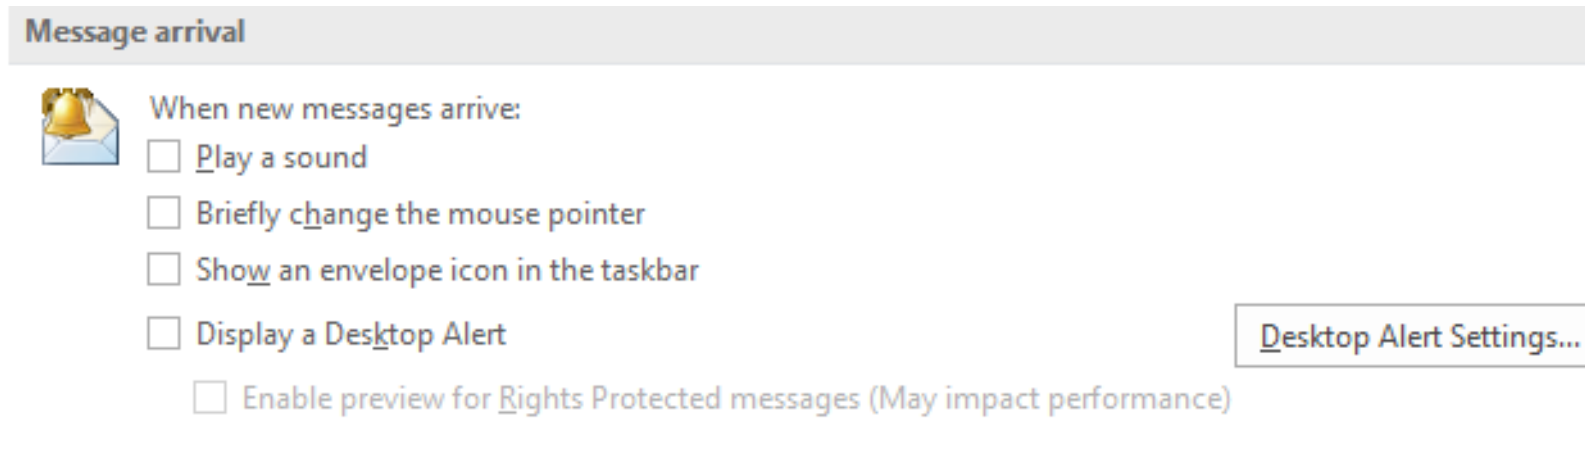 Message arrival
When new messages arrive:
Play a sound
Briefly change the mouse pointer
Show an envelope icon in the taskbar
Display a Desktop Alert
Desktop Alert Settings...
Enable preview for Rights Protected messages (May impact performance)